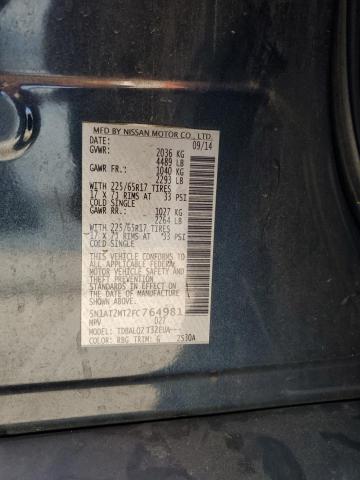 MFD BY NISSAN MOTOR CO., LTD.
DATE: 09/14
GVWR: 2036 KG
4489 LB
GAWR FR.: 1040 KG
2293 LB
WITH 225/65R17 TIRES
17 X 7J RIMS AT 33 PSI
COLD SINGLE
GAWR RR.: 1027 KG
2264 LB
WITH 225/65R17 TIRES
17 X 7J RIMS AT 33 PSI
COLD SINGLE
THIS VEHICLE CONFORMS TO ALL
APPLICABLE FEDERAL
MOTOR VEHICLE SAFETY
STANDARDS IN EFFECT ON THE
DATE OF MANUFACTURE SHOWN
ABOVE.
5N1AT2MT2FC764981
MPV 027
MODEL:
COLOR: RBG TRIM: G